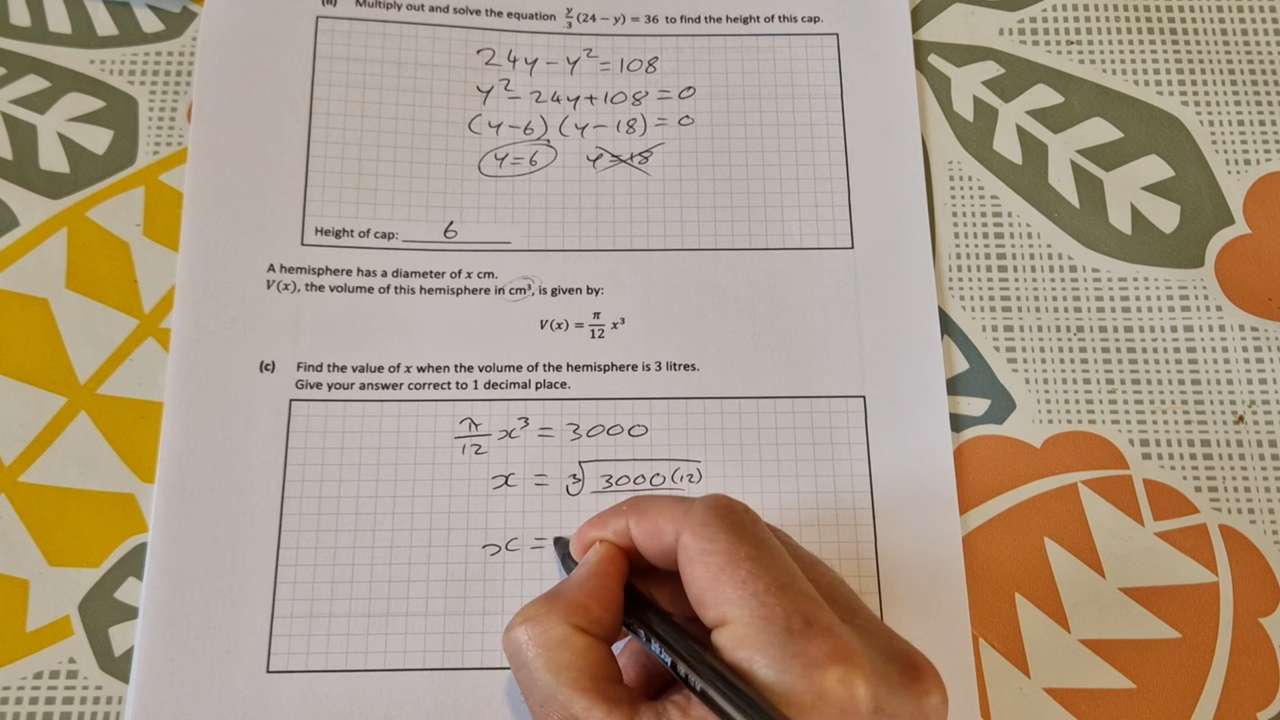 (ii) Multiply out and solve the equation y/3 (24 − y) = 36 to find the height of this cap.
24y − y² = 108
y² − 24y + 108 = 0
(y − 6) (y − 18) = 0
y = 6 y = 18
Height of cap: 6
A hemisphere has a diameter of x cm.
V(x), the volume of this hemisphere in cm³, is given by:
V(x) = π/12 x³
(c) Find the value of x when the volume of the hemisphere is 3 litres.
Give your answer correct to 1 decimal place.
π/12 x³ = 3000
x = ∛3000(12)
x =